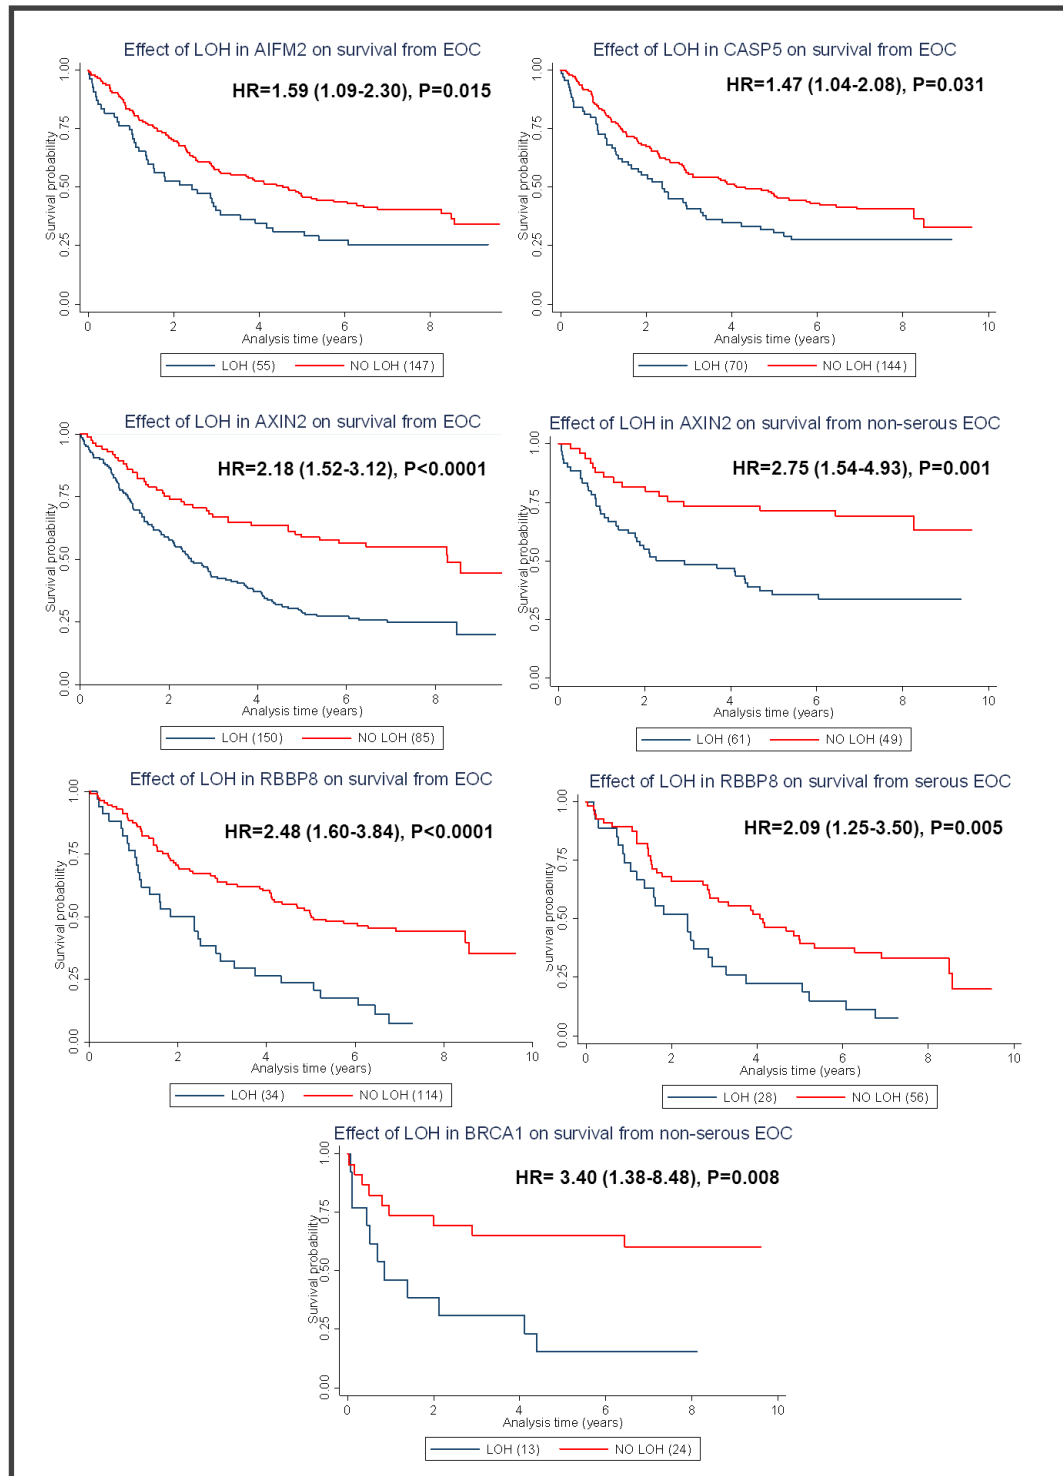 Effect of LOH in AIFM2 on survival from EOC
HR=1.59 (1.09-2.30), P=0.015
Survival probability
1.00
0.75
0.50
0.25
0.00
0 2 4 6 8
Analysis time (years)
LOH (55) NO LOH (147)
Effect of LOH in CASP5 on survival from EOC
HR=1.47 (1.04-2.08), P=0.031
Survival probability
1.00
0.75
0.50
0.25
0.00
0 2 4 6 8 10
Analysis time (years)
LOH (70) NO LOH (144)
Effect of LOH in AXIN2 on survival from EOC
HR=2.18 (1.52-3.12), P<0.0001
Survival probability
1.00
0.75
0.50
0.25
0.00
0 2 4 6 8
Analysis time (years)
LOH (150) NO LOH (85)
Effect of LOH in AXIN2 on survival from non-serous EOC
HR=2.75 (1.54-4.93), P=0.001
Survival probability
1.00
0.75
0.50
0.25
0.00
0 2 4 6 8 10
Analysis time (years)
LOH (61) NO LOH (49)
Effect of LOH in RBBP8 on survival from EOC
HR=2.48 (1.60-3.84), P<0.0001
Survival probability
1.00
0.75
0.50
0.25
0.00
0 2 4 6 8 10
Analysis time (years)
LOH (34) NO LOH (114)
Effect of LOH in RBBP8 on survival from serous EOC
HR=2.09 (1.25-3.50), P=0.005
Survival probability
1.00
0.75
0.50
0.25
0.00
0 2 4 6 8 10
Analysis time (years)
LOH (28) NO LOH (56)
Effect of LOH in BRCA1 on survival from non-serous EOC
HR= 3.40 (1.38-8.48), P=0.008
Survival probability
1.00
0.75
0.50
0.25
0.00
0 2 4 6 8 10
Analysis time (years)
LOH (13) NO LOH (24)